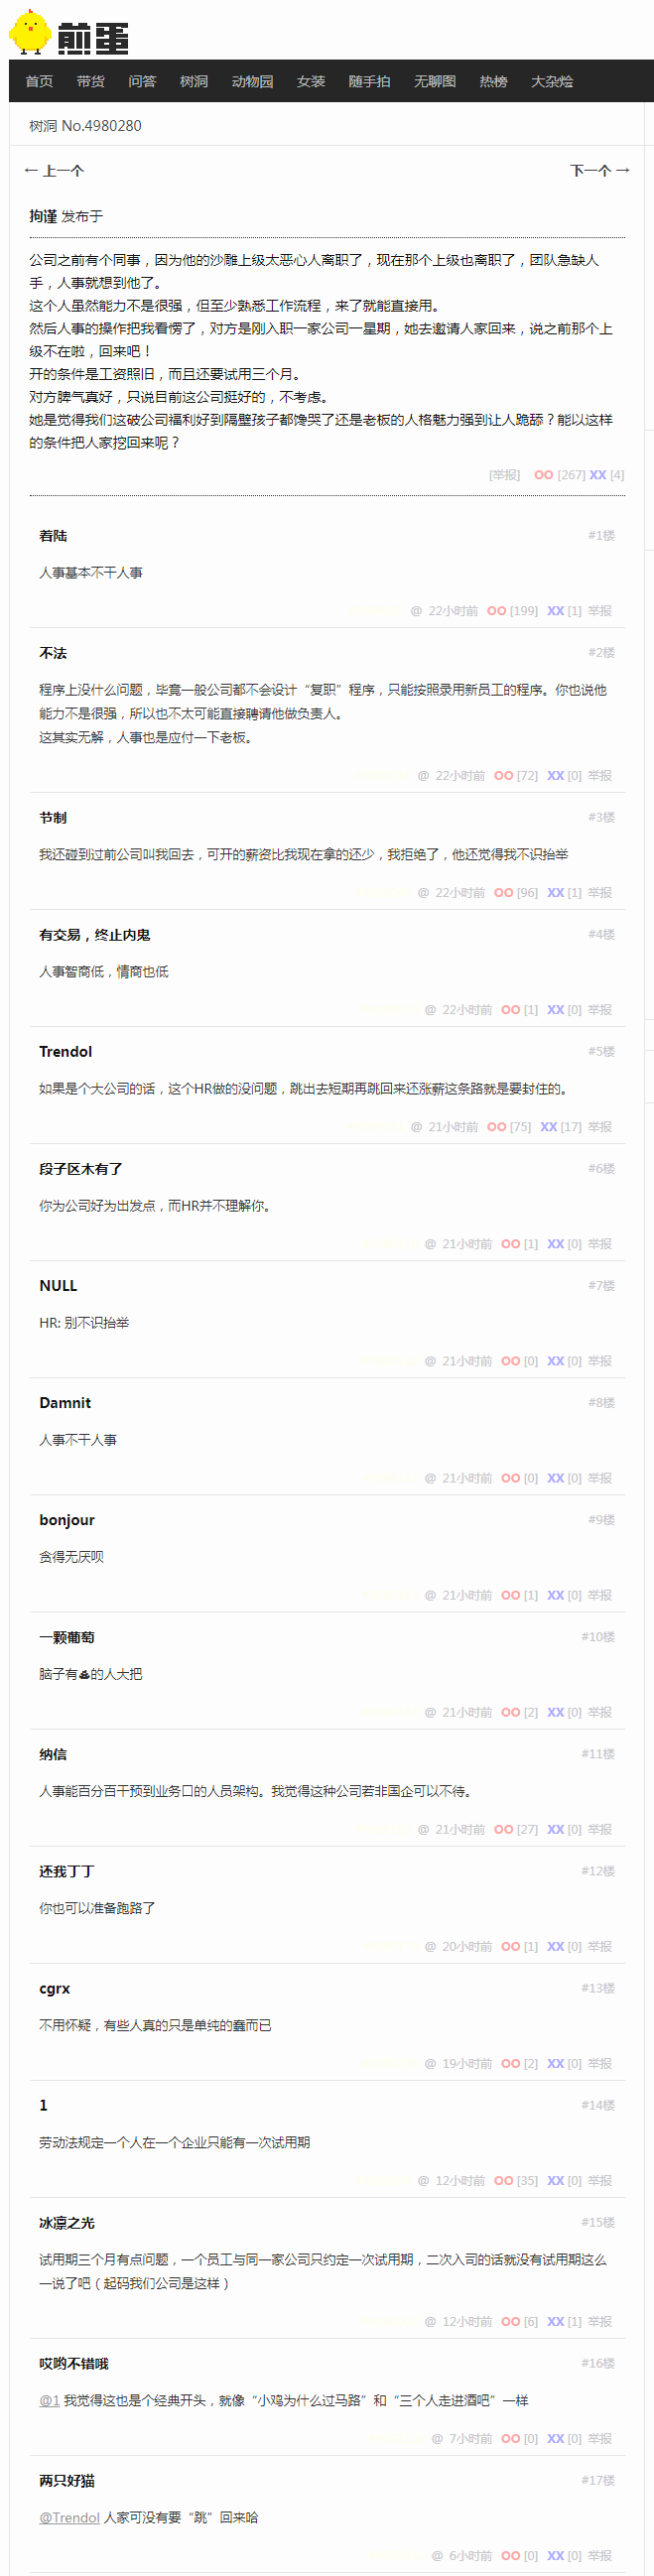 煎蛋
首页 带货 问答 树洞 动物园 女装 随手拍 无聊图 热榜 大杂烩
树洞 No.4980280
← 上一个 下一个 →
拘谨 发布于
公司之前有个同事，因为他的沙雕上级太恶心人离职了，现在那个上级也离职了，团队急缺人
手，人事就想到他了。
这个人虽然能力不是很强，但至少熟悉工作流程，来了就能直接用。
然后人事的操作把我看愣了，对方是刚入职一家公司一星期，她去邀请人家回来，说之前那个上
级不在啦，回来吧！
开的条件是工资照旧，而且还要试用三个月。
对方脾气真好，只说目前这公司挺好的，不考虑。
她是觉得我们这破公司福利好到隔壁孩子都馋哭了还是老板的人格魅力强到让人跪舔？能以这样
的条件把人家挖回来呢？
[举报] OO [267] XX [4]
着陆 #1楼
人事基本不干人事
@ 22小时前 OO [199] XX [1] 举报
不法 #2楼
程序上没什么问题，毕竟一般公司都不会设计“复职”程序，只能按照录用新员工的程序。你也说他
能力不是很强，所以也不太可能直接聘请他做负责人。
这其实无解，人事也是应付一下老板。
@ 22小时前 OO [72] XX [0] 举报
节制 #3楼
我还碰到过前公司叫我回去，可开的薪资比我现在拿的还少，我拒绝了，他还觉得我不识抬举
@ 22小时前 OO [96] XX [1] 举报
有交易，终止内鬼 #4楼
人事智商低，情商也低
@ 22小时前 OO [1] XX [0] 举报
Trendol #5楼
如果是个大公司的话，这个HR做的没问题，跳出去短期再跳回来还涨薪这条路就是要封住的。
@ 21小时前 OO [75] XX [17] 举报
段子区木有了 #6楼
你为公司好为出发点，而HR并不理解你。
@ 21小时前 OO [1] XX [0] 举报
NULL #7楼
HR: 别不识抬举
@ 21小时前 OO [0] XX [0] 举报
Damnit #8楼
人事不干人事
@ 21小时前 OO [0] XX [0] 举报
bonjour #9楼
贪得无厌呗
@ 21小时前 OO [1] XX [0] 举报
一颗葡萄 #10楼
脑子有💩的人大把
@ 21小时前 OO [2] XX [0] 举报
纳信 #11楼
人事能百分百干预到业务口的人员架构。我觉得这种公司若非国企可以不待。
@ 21小时前 OO [27] XX [0] 举报
还我丁丁 #12楼
你也可以准备跑路了
@ 20小时前 OO [1] XX [0] 举报
cgrx #13楼
不用怀疑，有些人真的只是单纯的蠢而已
@ 19小时前 OO [2] XX [0] 举报
1 #14楼
劳动法规定一个人在一个企业只能有一次试用期
@ 12小时前 OO [35] XX [0] 举报
冰凛之光 #15楼
试用期三个月有点问题，一个员工与同一家公司只约定一次试用期，二次入司的话就没有试用期这么
一说了吧（起码我们公司是这样）
@ 12小时前 OO [6] XX [1] 举报
哎哟不错哦 #16楼
@1 我觉得这也是个经典开头，就像“小鸡为什么过马路”和“三个人走进酒吧”一样
@ 7小时前 OO [0] XX [0] 举报
两只好猫 #17楼
@Trendol 人家可没有要“跳”回来哈
@ 6小时前 OO [0] XX [0] 举报